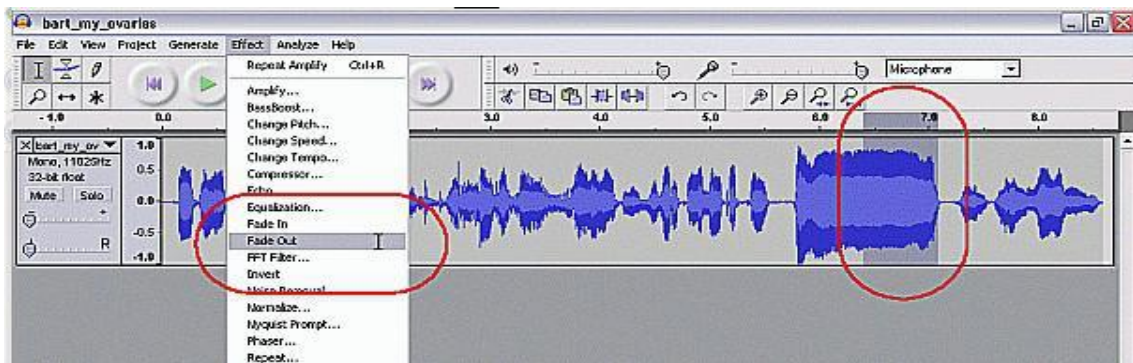 bart_my_ovaries
File Edit View Project Generate Effect Analyze Help
Repeat Amplify Ctrl+R
Microphone
Amplify...
BassBoost...
Change Pitch...
Change Speed...
Change Tempo...
Compressor...
Echo
Equalization...
Fade In
Fade Out
FFT Filter...
Invert
Noise Removal
Normalize...
Nyquist Prompt...
Phaser...
Repeat...
- 1.0 0.0 3.0 4.0 5.0 6.0 7.0 8.0
bart_my_ov
Mono, 11025Hz
32-bit float
Mute Solo
- +
L R
1.0
0.5
0.0
-0.5
-1.0